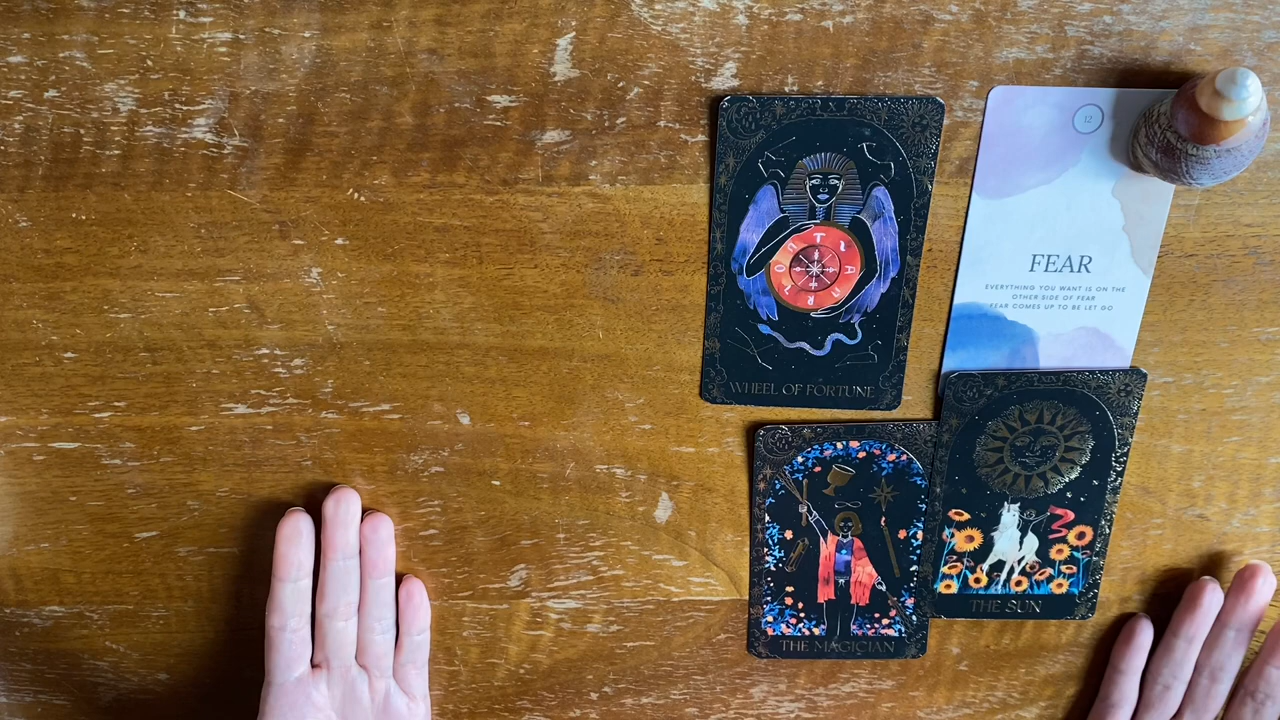 X
WHEEL OF FORTUNE
12
FEAR
EVERYTHING YOU WANT IS ON THE
OTHER SIDE OF FEAR
FEAR COMES UP TO BE LET GO
THE MAGICIAN
XIX
THE SUN